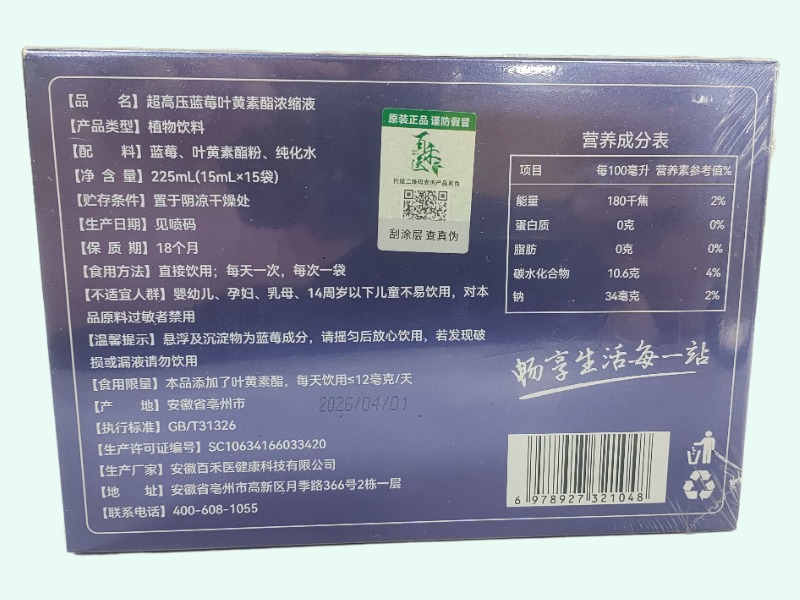 【品 名】超高压蓝莓叶黄素酯浓缩液
【产品类型】植物饮料
【配 料】蓝莓、叶黄素酯粉、纯化水
【净 含 量】225mL(15mL×15袋)
【贮存条件】置于阴凉干燥处
【生产日期】见喷码
【保 质 期】18个月
【食用方法】直接饮用；每天一次，每次一袋
【不适宜人群】婴幼儿、孕妇、乳母、14周岁以下儿童不易饮用，对本
品原料过敏者禁用
【温馨提示】悬浮及沉淀物为蓝莓成分，请摇匀后放心饮用，若发现破
损或漏液请勿饮用
【食用限量】本品添加了叶黄素酯，每天饮用≤12毫克/天
【产 地】安徽省亳州市
2026/04/01
【执行标准】GB/T31326
【生产许可证编号】SC10634166033420
【生产厂家】安徽百禾医健康科技有限公司
【地 址】安徽省亳州市高新区月季路366号2栋一层
【联系电话】400-608-1055
原装正品 谨防假冒
百禾医
扫描二维码查询产品真伪
刮涂层 查真伪
营养成分表
项目 每100毫升 营养素参考值%
能量 180千焦 2%
蛋白质 0克 0%
脂肪 0克 0%
碳水化合物 10.6克 4%
钠 34毫克 2%
畅享生活每一站
6 978927 321048